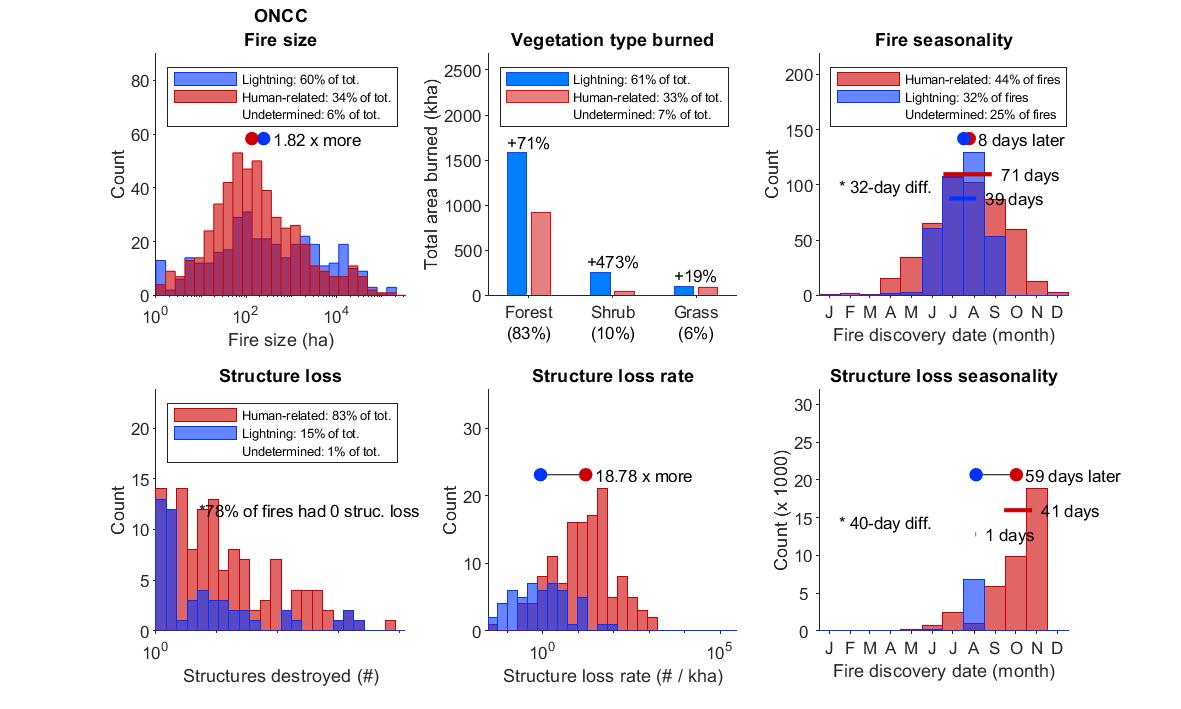 ONCC
Fire size
80
60
40
20
0
Count
Lightning: 60% of tot.
Human-related: 34% of tot.
Undetermined: 6% of tot.
1.82 x more
10^0 10^2 10^4
Fire size (ha)
Vegetation type burned
2500
2000
1500
1000
500
0
Total area burned (kha)
Lightning: 61% of tot.
Human-related: 33% of tot.
Undetermined: 7% of tot.
+71%
+473%
+19%
Forest Shrub Grass
(83%) (10%) (6%)
Fire seasonality
200
150
100
50
0
Count
Human-related: 44% of fires
Lightning: 32% of fires
Undetermined: 25% of fires
8 days later
71 days
* 32-day diff.
39 days
J F M A M J J A S O N D
Fire discovery date (month)
Structure loss
20
15
10
5
0
Count
Human-related: 83% of tot.
Lightning: 15% of tot.
Undetermined: 1% of tot.
*78% of fires had 0 struc. loss
10^0
Structures destroyed (#)
Structure loss rate
30
20
10
0
Count
18.78 x more
10^0 10^5
Structure loss rate (# / kha)
Structure loss seasonality
30
25
20
15
10
5
0
Count (x 1000)
59 days later
41 days
* 40-day diff.
1 days
J F M A M J J A S O N D
Fire discovery date (month)